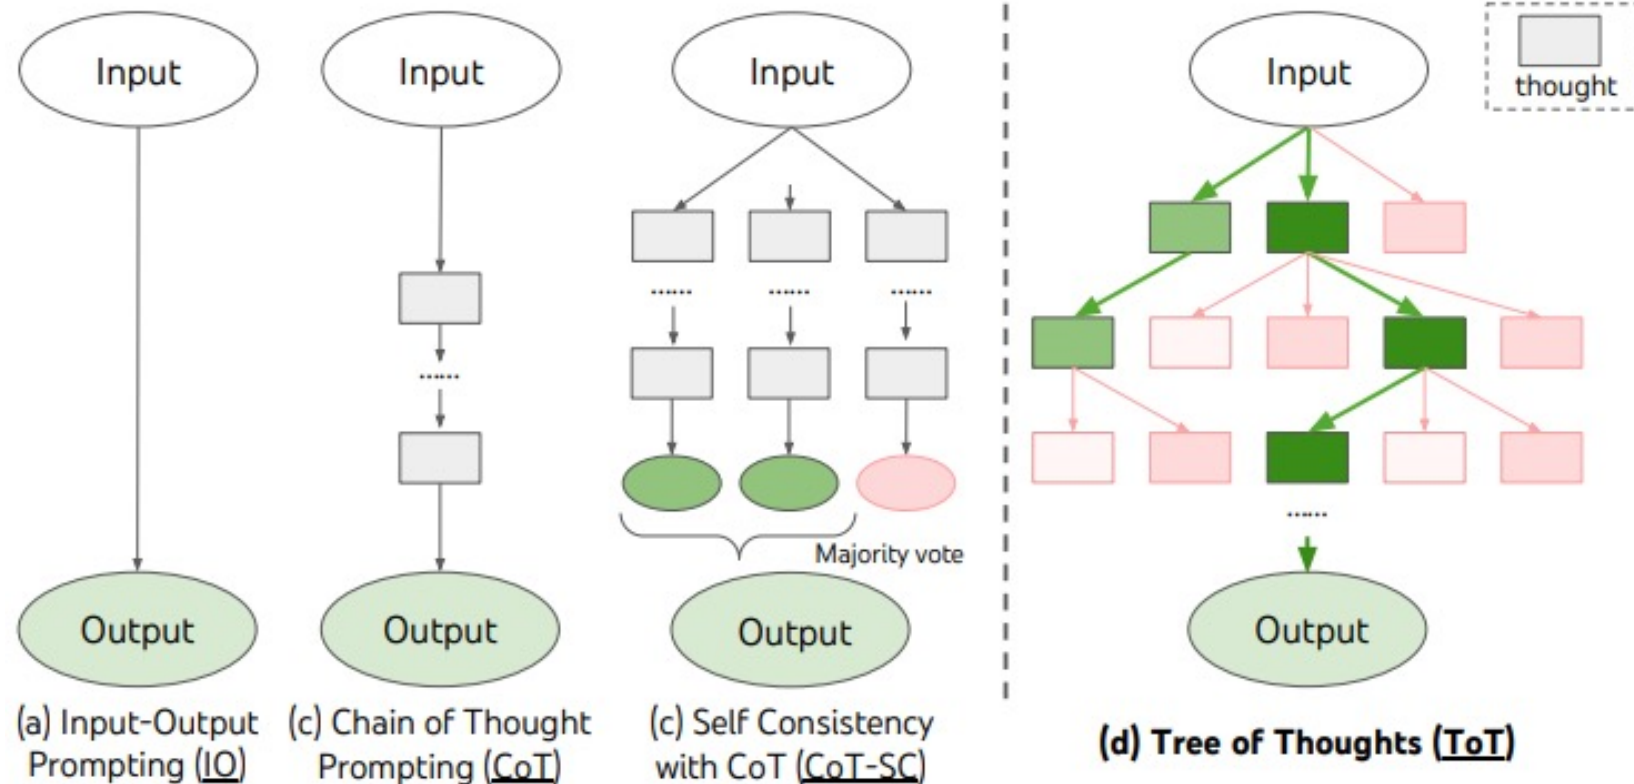 Input
Input
Input
Input
thought
......
......
......
......
......
Majority vote
Output
Output
Output
Output
(a) Input-Output
Prompting (IO)
(c) Chain of Thought
Prompting (CoT)
(c) Self Consistency
with CoT (CoT-SC)
(d) Tree of Thoughts (ToT)